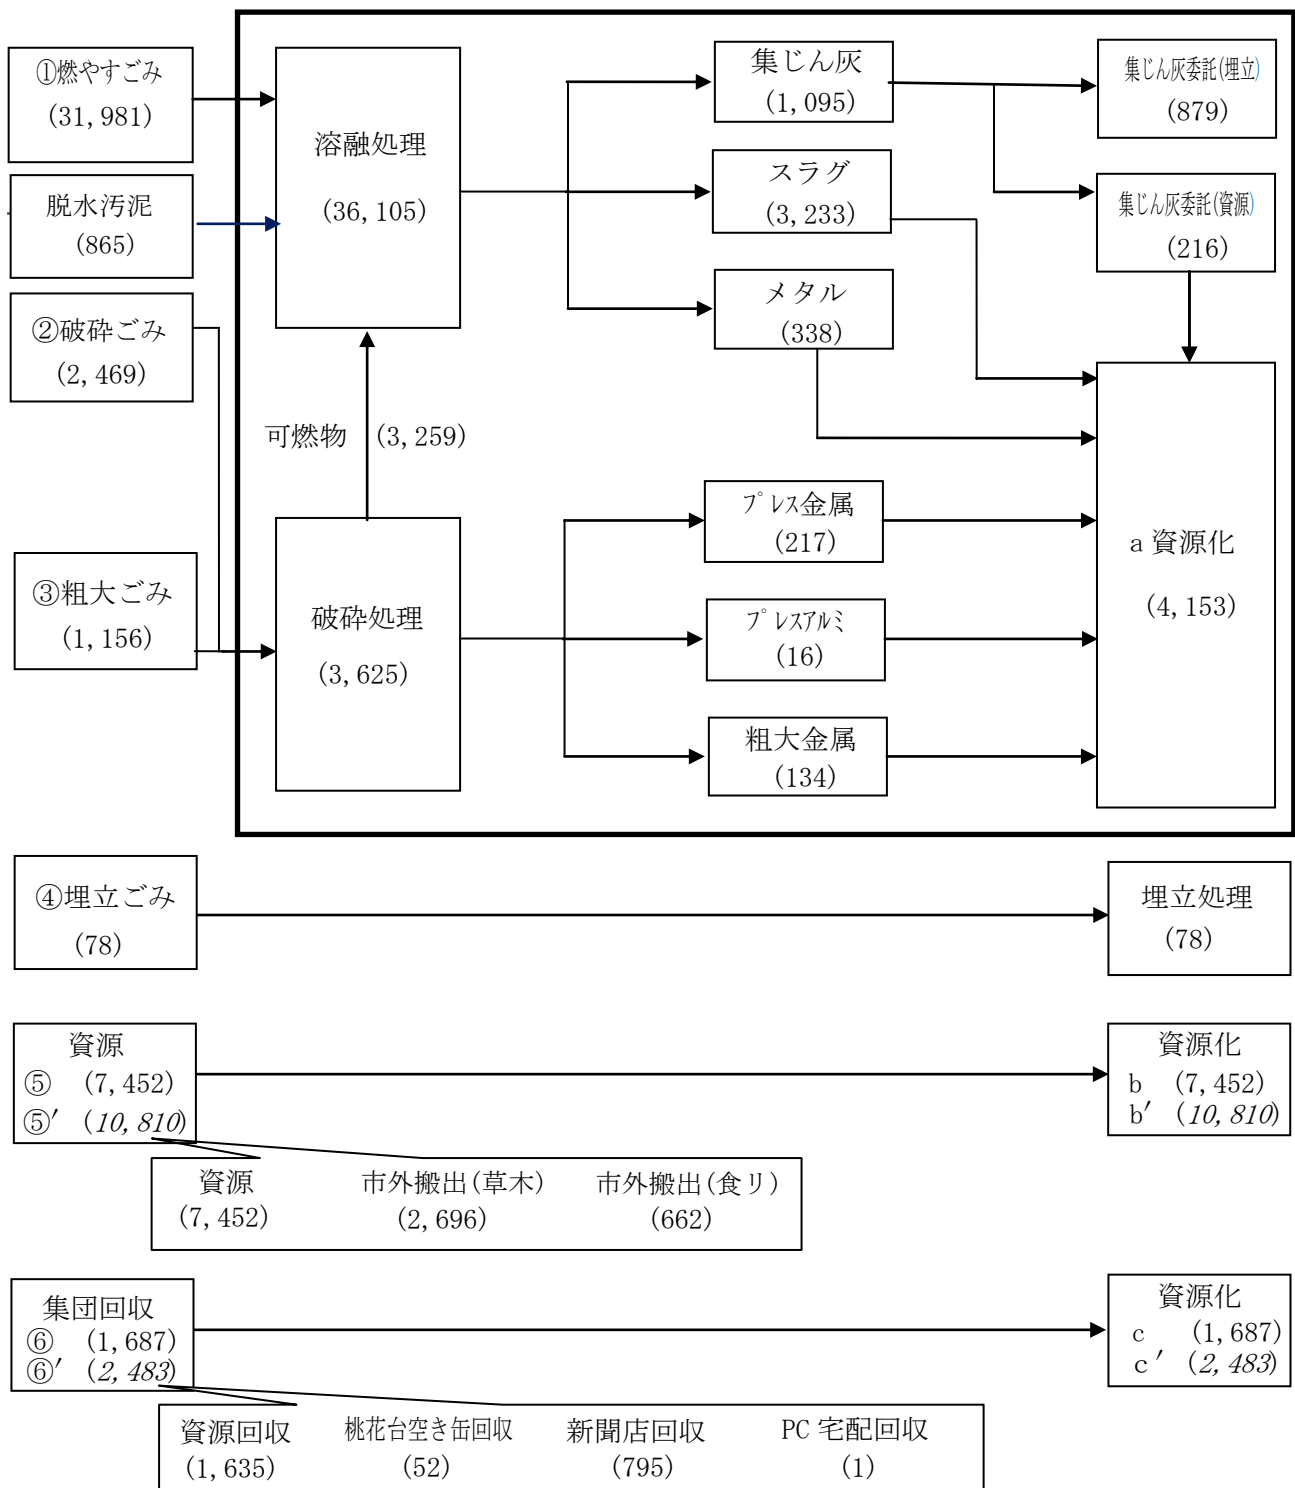 ①燃やすごみ
(31,981)
脱水汚泥
(865)
②破砕ごみ
(2,469)
③粗大ごみ
(1,156)
溶融処理
(36,105)
可燃物 (3,259)
破砕処理
(3,625)
集じん灰
(1,095)
スラグ
(3,233)
メタル
(338)
プレス金属
(217)
プレスアルミ
(16)
粗大金属
(134)
集じん灰委託(埋立)
(879)
集じん灰委託(資源)
(216)
a 資源化
(4,153)
④埋立ごみ
(78)
埋立処理
(78)
資源
⑤ (7,452)
⑤′ (10,810)
資源化
b (7,452)
b′ (10,810)
資源 市外搬出(草木) 市外搬出(食リ)
(7,452) (2,696) (662)
集団回収
⑥ (1,687)
⑥′ (2,483)
資源化
c (1,687)
c′ (2,483)
資源回収 桃花台空き缶回収 新聞店回収 PC 宅配回収
(1,635) (52) (795) (1)